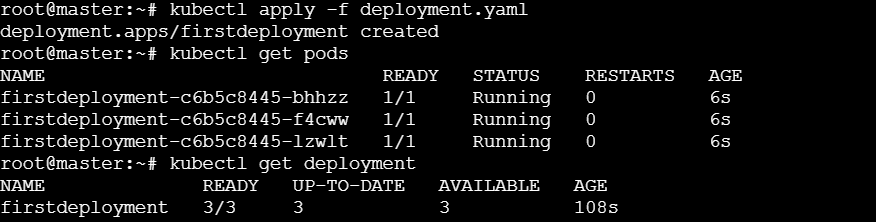 root@master:~# kubectl apply -f deployment.yaml
deployment.apps/firstdeployment created
root@master:~# kubectl get pods
NAME                              READY   STATUS    RESTARTS   AGE
firstdeployment-c6b5c8445-bhhzz   1/1     Running   0          6s
firstdeployment-c6b5c8445-f4cww   1/1     Running   0          6s
firstdeployment-c6b5c8445-lzwlt   1/1     Running   0          6s
root@master:~# kubectl get deployment
NAME              READY   UP-TO-DATE   AVAILABLE   AGE
firstdeployment   3/3     3            3           108s